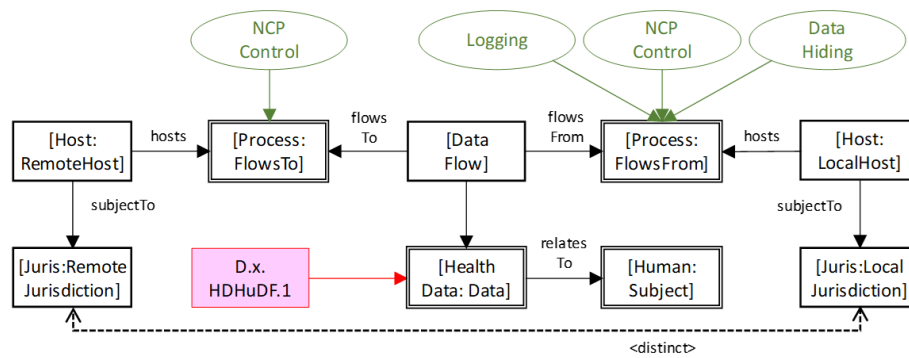 NCP
Control
Logging
NCP
Control
Data
Hiding
[Host:
RemoteHost]
hosts
[Process:
FlowsTo]
flows
To
[Data
Flow]
flows
From
[Process:
FlowsFrom]
hosts
[Host:
LocalHost]
subjectTo
subjectTo
[Juris:Remote
Jurisdiction]
D.x.
HDHuDF.1
[Health
Data: Data]
relates
To
[Human:
Subject]
[Juris:Local
Jurisdiction]
<distinct>